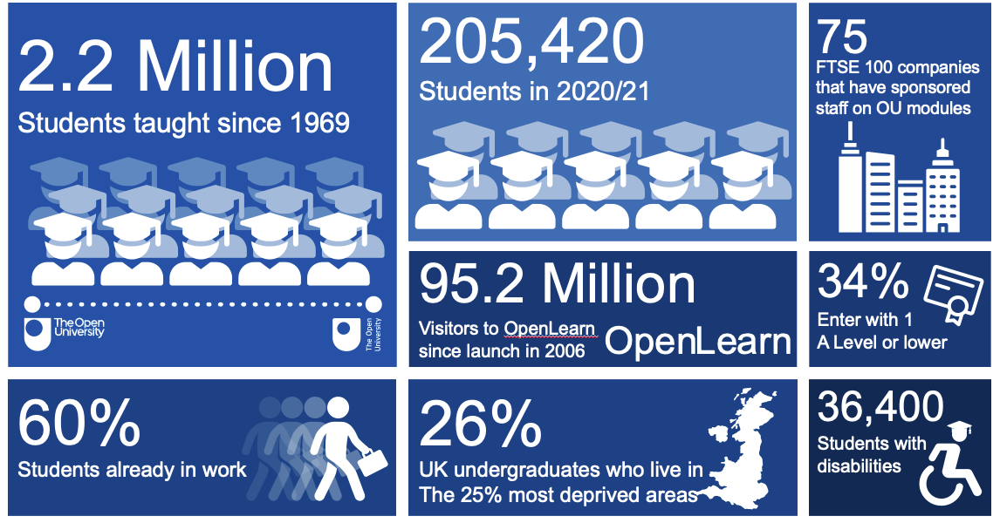 2.2 Million
Students taught since 1969
The Open
University
The Open
University
205,420
Students in 2020/21
75
FTSE 100 companies
that have sponsored
staff on OU modules
95.2 Million
Visitors to OpenLearn
since launch in 2006
OpenLearn
34%
Enter with 1
A Level or lower
60%
Students already in work
26%
UK undergraduates who live in
The 25% most deprived areas
36,400
Students with
disabilities